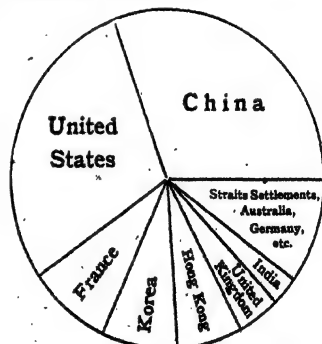 China
United
States
Straits Settlements,
Australia,
Germany,
etc.
India
United
Kingdom
Hong Kong
Korea
France